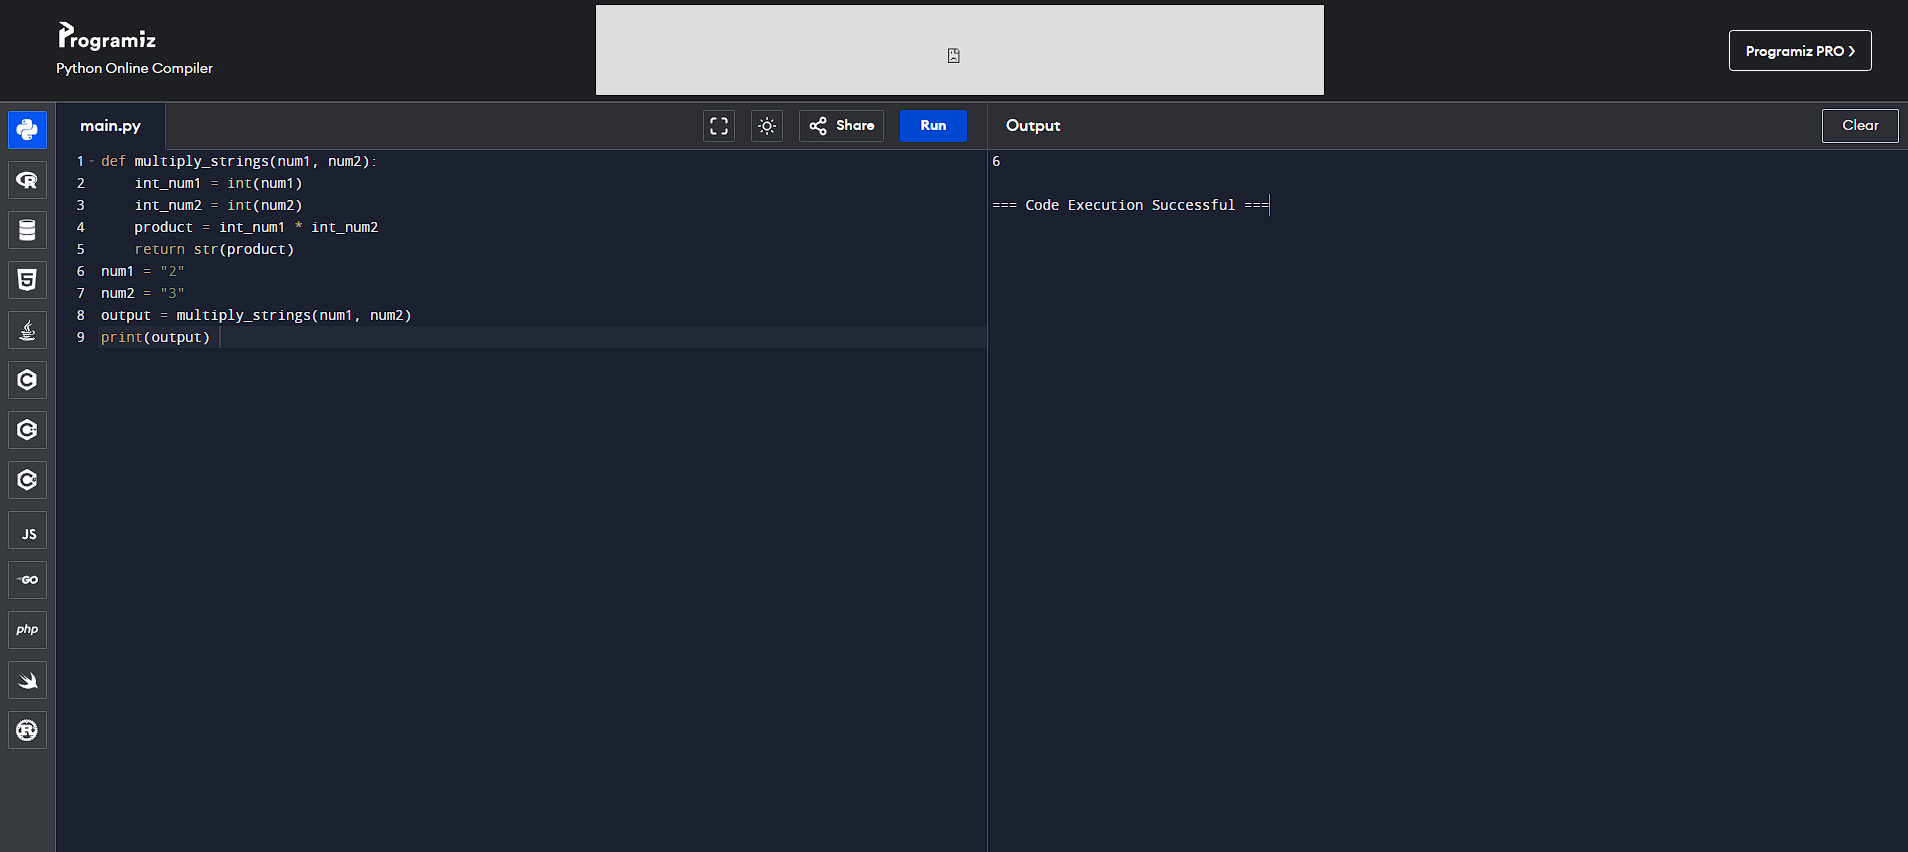 Programiz
Python Online Compiler
Programiz PRO ❯
main.py
Share
Run
Output
Clear
1 def multiply_strings(num1, num2):
2     int_num1 = int(num1)
3     int_num2 = int(num2)
4     product = int_num1 * int_num2
5     return str(product)
6 num1 = "2"
7 num2 = "3"
8 output = multiply_strings(num1, num2)
9 print(output)
6
=== Code Execution Successful ===
R
5
C
C
C
JS
GO
php
R